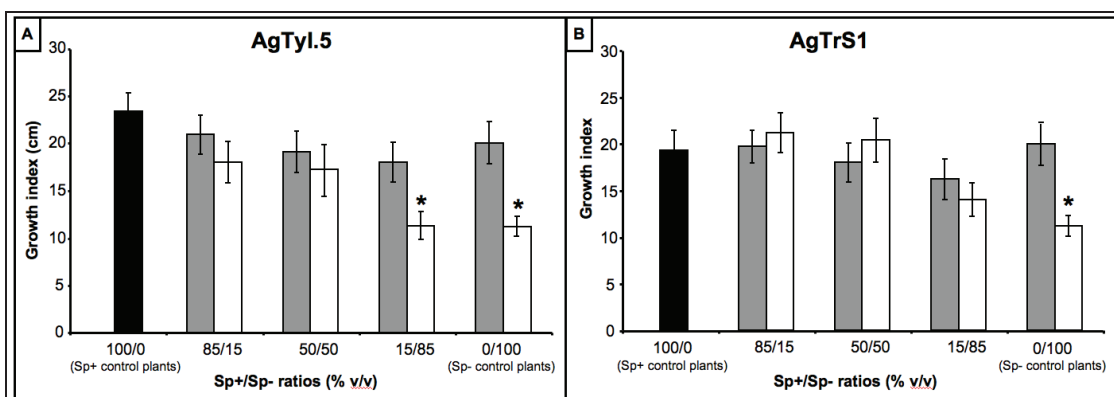 A
AgTyl.5
Growth index (cm)
30
25
20
15
10
5
0
*
*
100/0
85/15
50/50
15/85
0/100
(Sp+ control plants)
(Sp- control plants)
Sp+/Sp- ratios (% v/v)
B
AgTrS1
Growth index
30
25
20
15
10
5
0
*
100/0
85/15
50/50
15/85
0/100
(Sp+ control plants)
(Sp- control plants)
Sp+/Sp- ratios (% v/v)